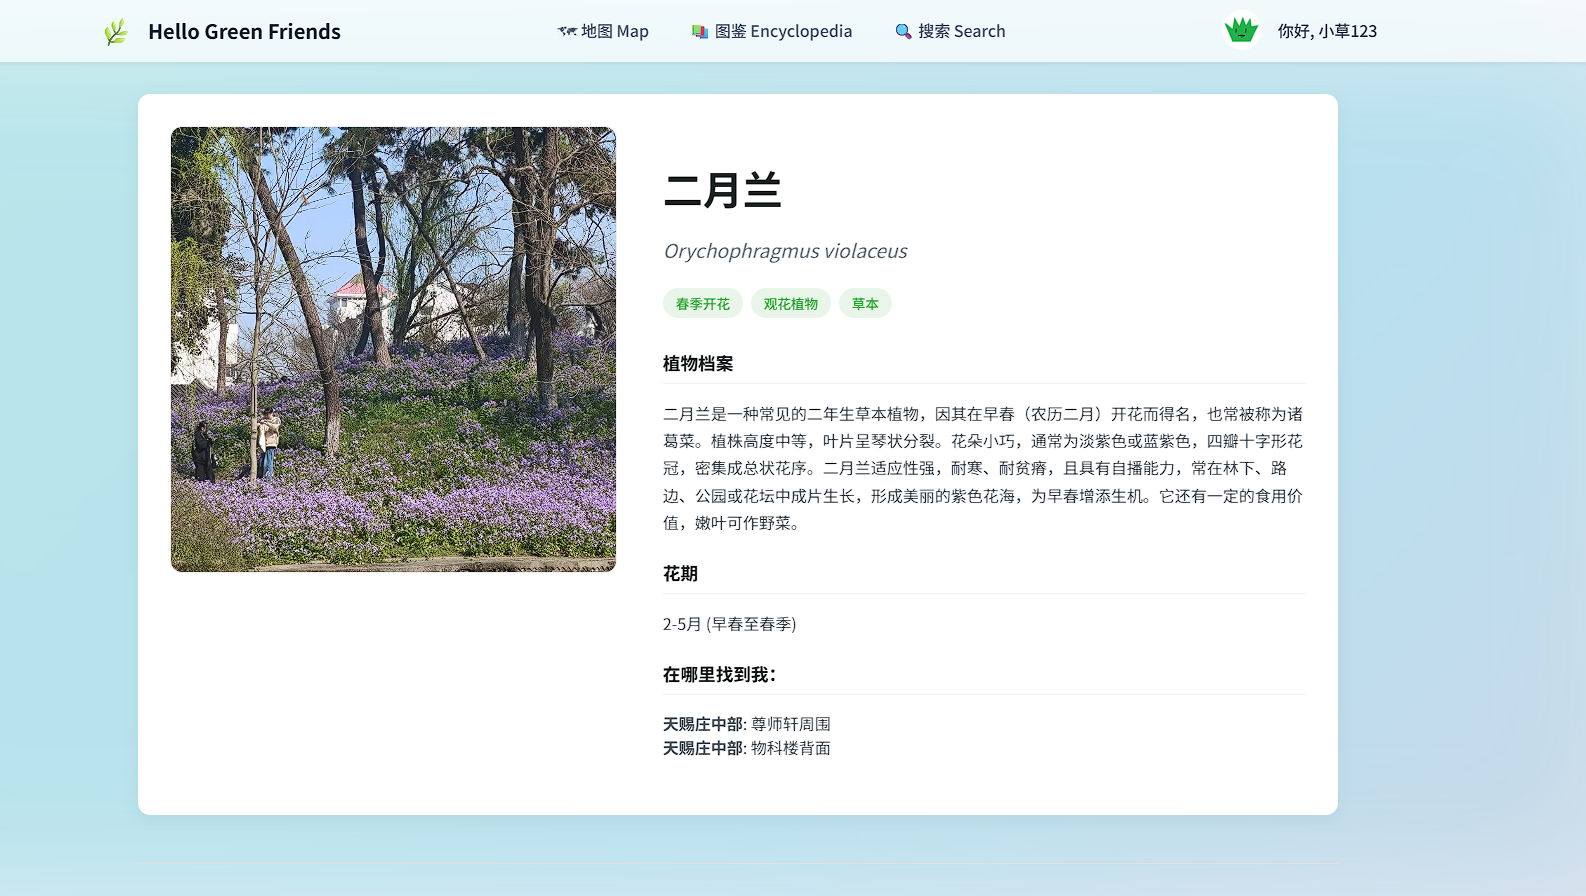 Hello Green Friends
地图 Map
图鉴 Encyclopedia
搜索 Search
你好, 小草123
二月兰
Orychophragmus violaceus
春季开花
观花植物
草本
植物档案
二月兰是一种常见的二年生草本植物，因其在早春（农历二月）开花而得名，也常被称为诸
葛菜。植株高度中等，叶片呈琴状分裂。花朵小巧，通常为淡紫色或蓝紫色，四瓣十字形花
冠，密集成总状花序。二月兰适应性强，耐寒、耐贫瘠，且具有自播能力，常在林下、路
边、公园或花坛中成片生长，形成美丽的紫色花海，为早春增添生机。它还有一定的食用价
值，嫩叶可作野菜。
花期
2-5月 (早春至春季)
在哪里找到我：
天赐庄中部: 尊师轩周围
天赐庄中部: 物科楼背面